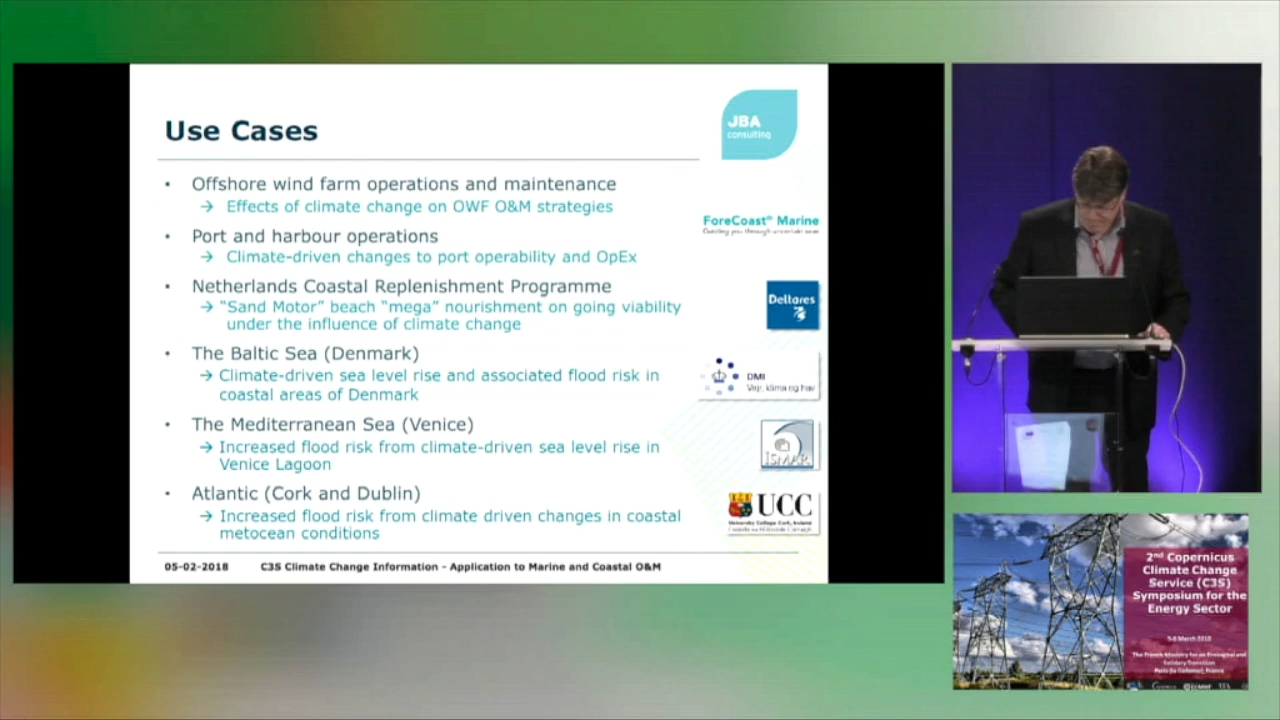 Use Cases
JBA
consulting
• Offshore wind farm operations and maintenance
→ Effects of climate change on OWF O&M strategies
ForeCoast® Marine
• Port and harbour operations
→ Climate-driven changes to port operability and OpEx
• Netherlands Coastal Replenishment Programme
→ “Sand Motor” beach “mega” nourishment on going viability
under the influence of climate change
Deltares
• The Baltic Sea (Denmark)
→ Climate-driven sea level rise and associated flood risk in
coastal areas of Denmark
DMI
• The Mediterranean Sea (Venice)
→ Increased flood risk from climate-driven sea level rise in
Venice Lagoon
ISMAR
• Atlantic (Cork and Dublin)
→ Increased flood risk from climate driven changes in coastal
metocean conditions
UCC
University College Cork, Ireland
05-02-2018 C3S Climate Change Information - Application to Marine and Coastal O&M
2nd Copernicus
Climate Change
Service (C3S)
Symposium for the
Energy Sector
March 2018